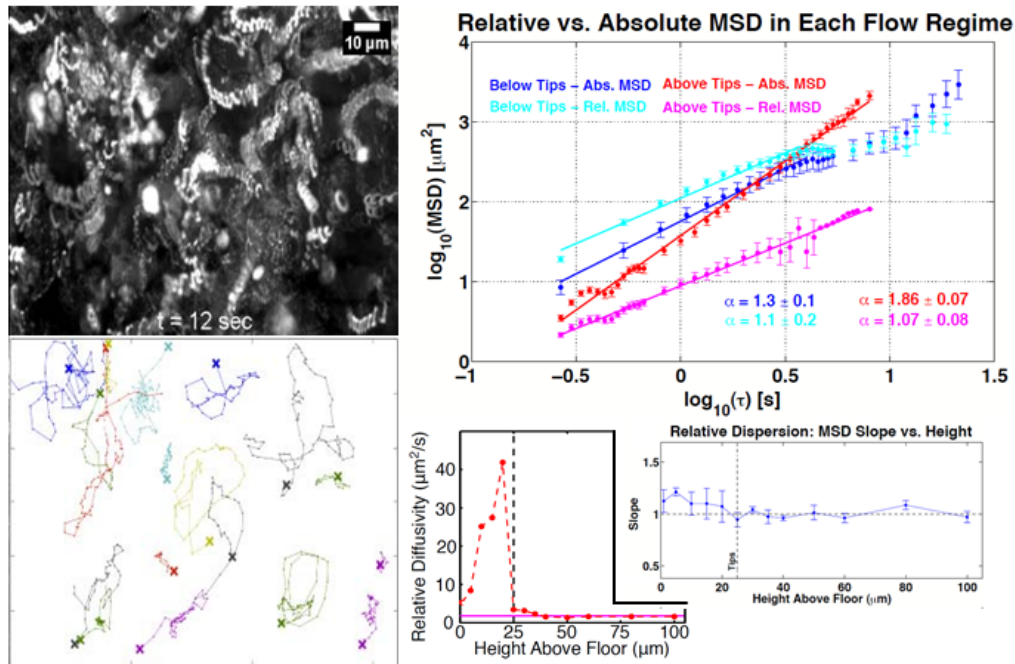 10 μm
t = 12 sec
Relative vs. Absolute MSD in Each Flow Regime
Below Tips – Abs. MSD
Above Tips – Abs. MSD
Below Tips – Rel. MSD
Above Tips – Rel. MSD
log₁₀(MSD) [μm²]
4
3
2
1
0
α = 1.3 ± 0.1
α = 1.86 ± 0.07
α = 1.1 ± 0.2
α = 1.07 ± 0.08
−1
−0.5
0
0.5
1
1.5
log₁₀(τ) [s]
Relative Diffusivity (μm²/s)
40
30
20
10
0
0
25
50
75
100
Height Above Floor (μm)
Relative Dispersion: MSD Slope vs. Height
Slope
1.5
1
0.5
Tips
0
20
40
60
80
100
Height Above Floor (μm)